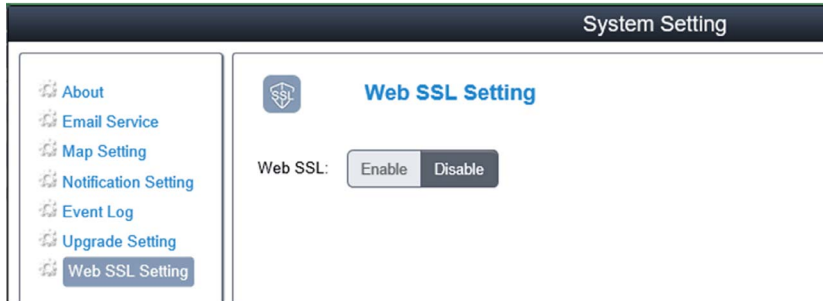 System Setting
About
Email Service
Map Setting
Notification Setting
Event Log
Upgrade Setting
Web SSL Setting
SSL
Web SSL Setting
Web SSL: Enable Disable